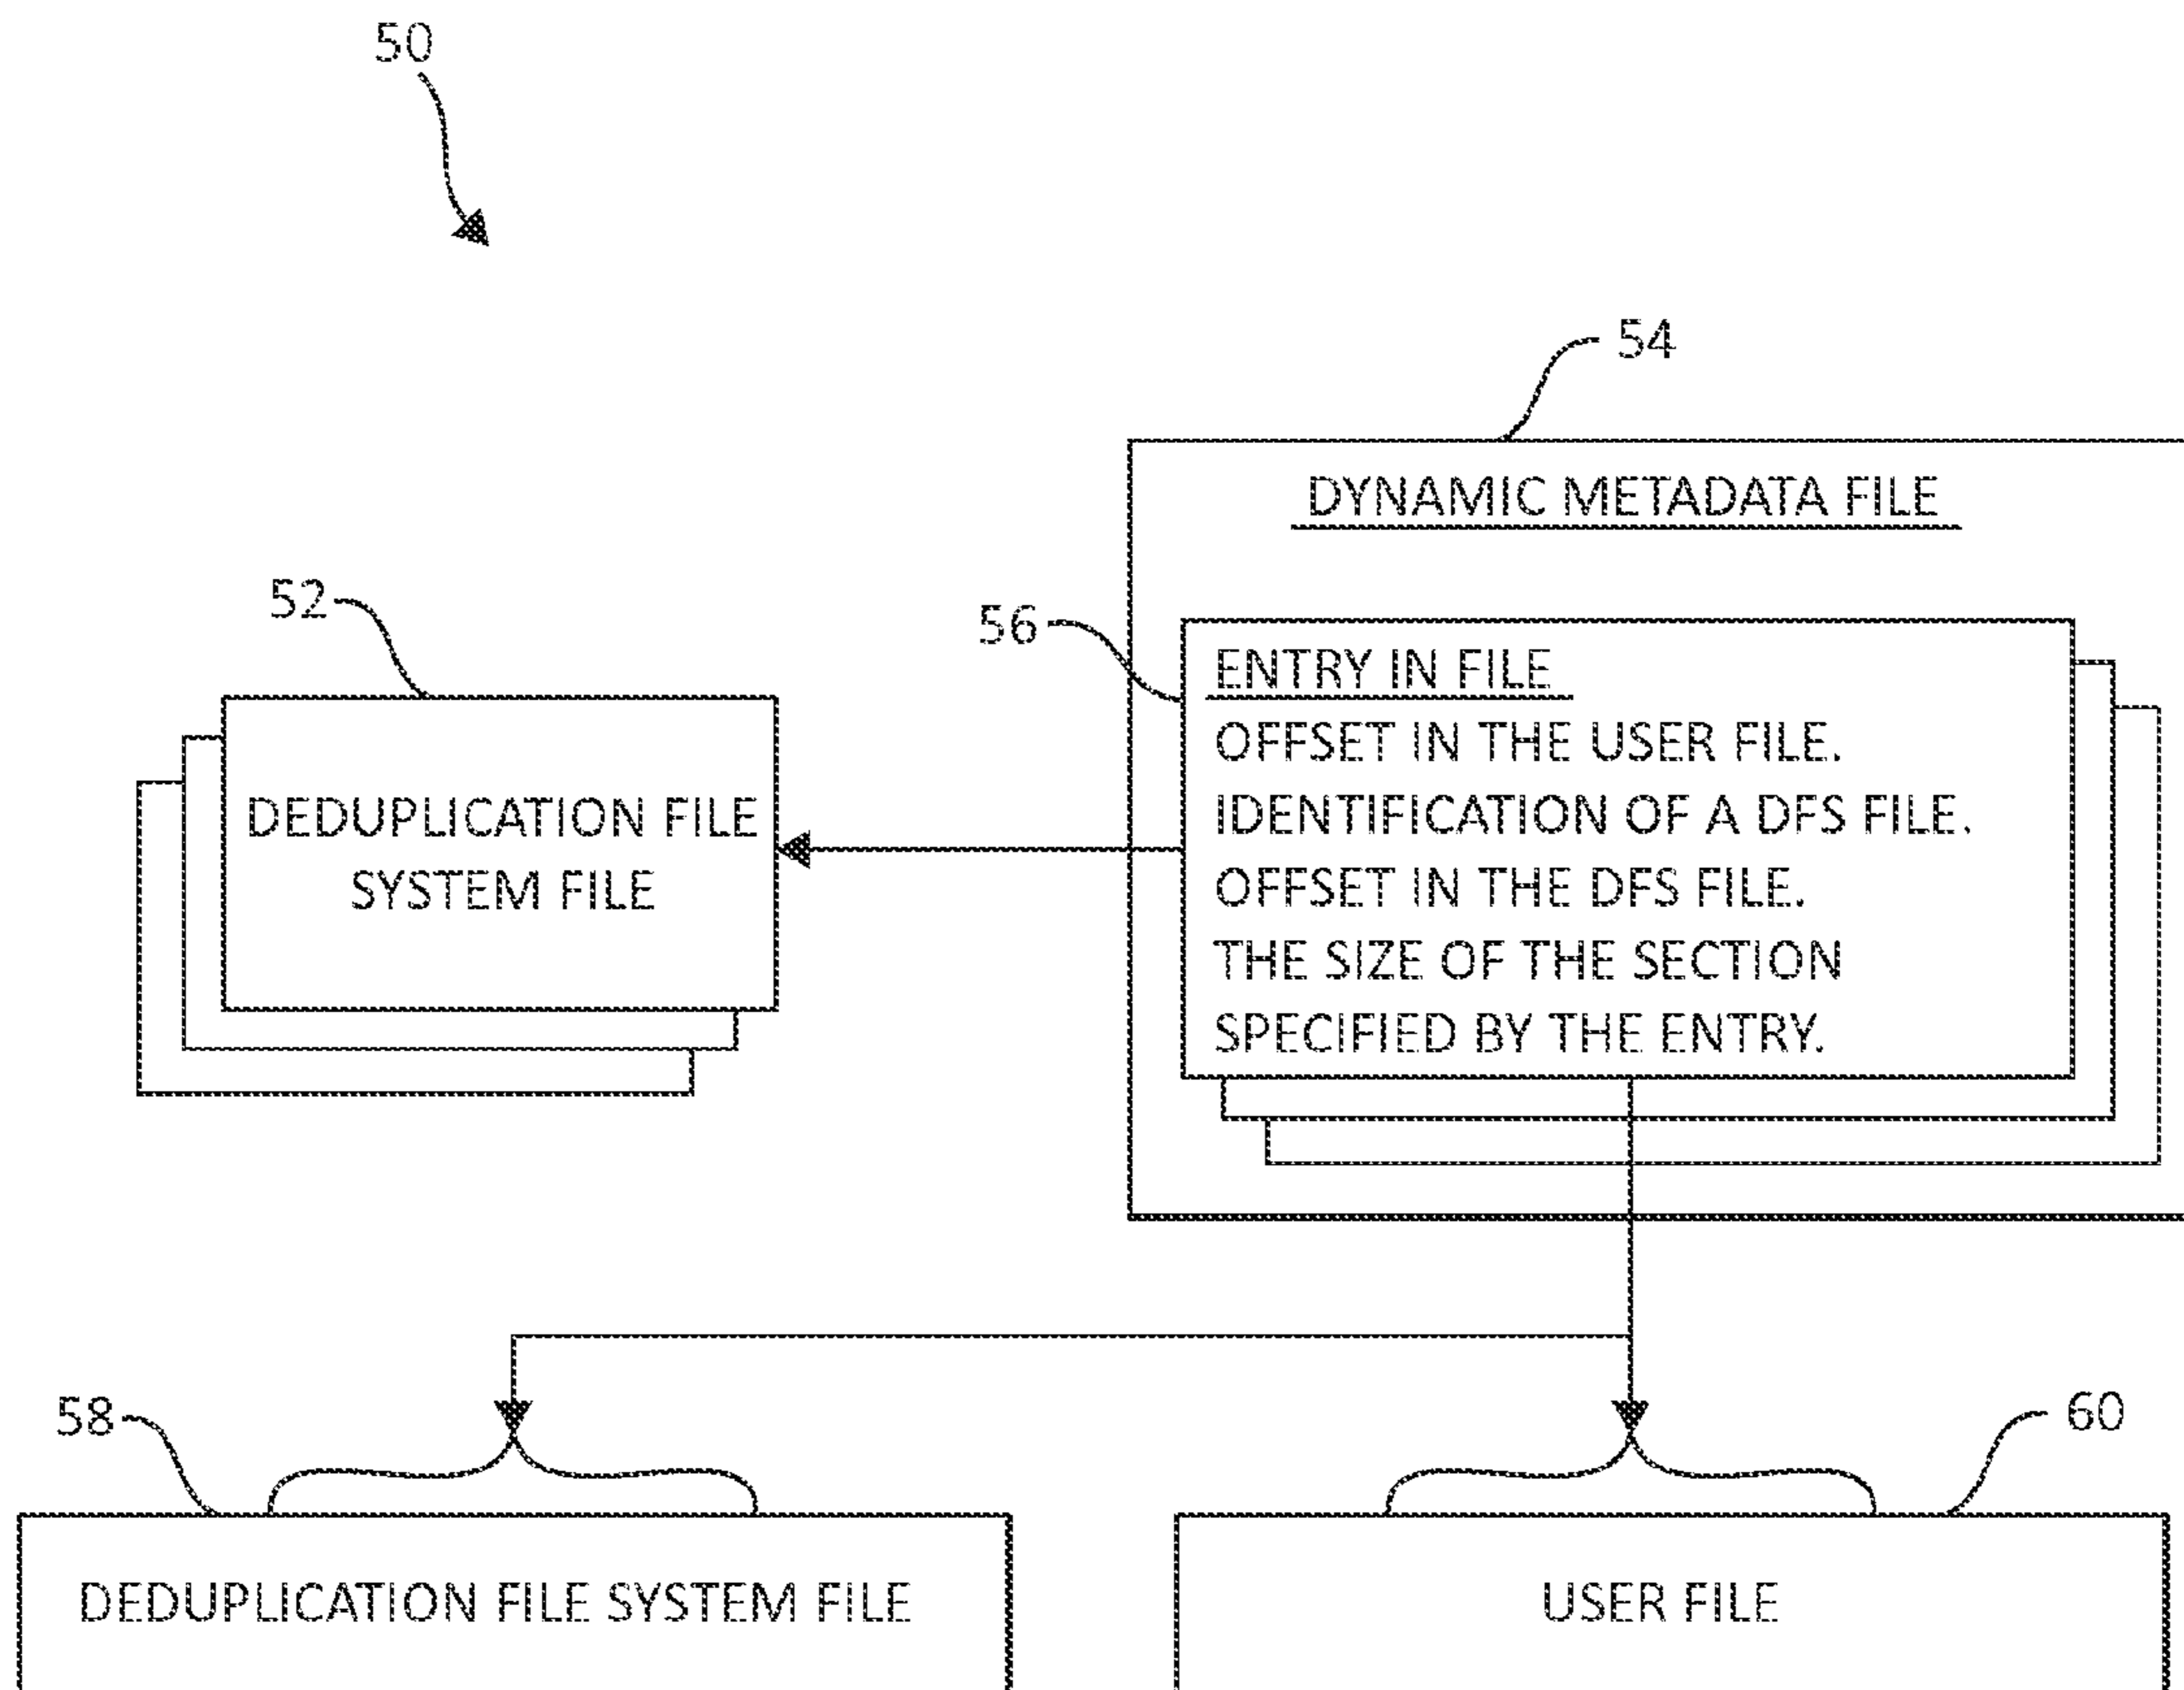 50
54
DYNAMIC METADATA FILE
52
56
ENTRY IN FILE
OFFSET IN THE USER FILE.
IDENTIFICATION OF A DFS FILE.
OFFSET IN THE DFS FILE.
THE SIZE OF THE SECTION
SPECIFIED BY THE ENTRY.
DEDUPLICATION FILE
SYSTEM FILE
58
60
DEDUPLICATION FILE SYSTEM FILE
USER FILE